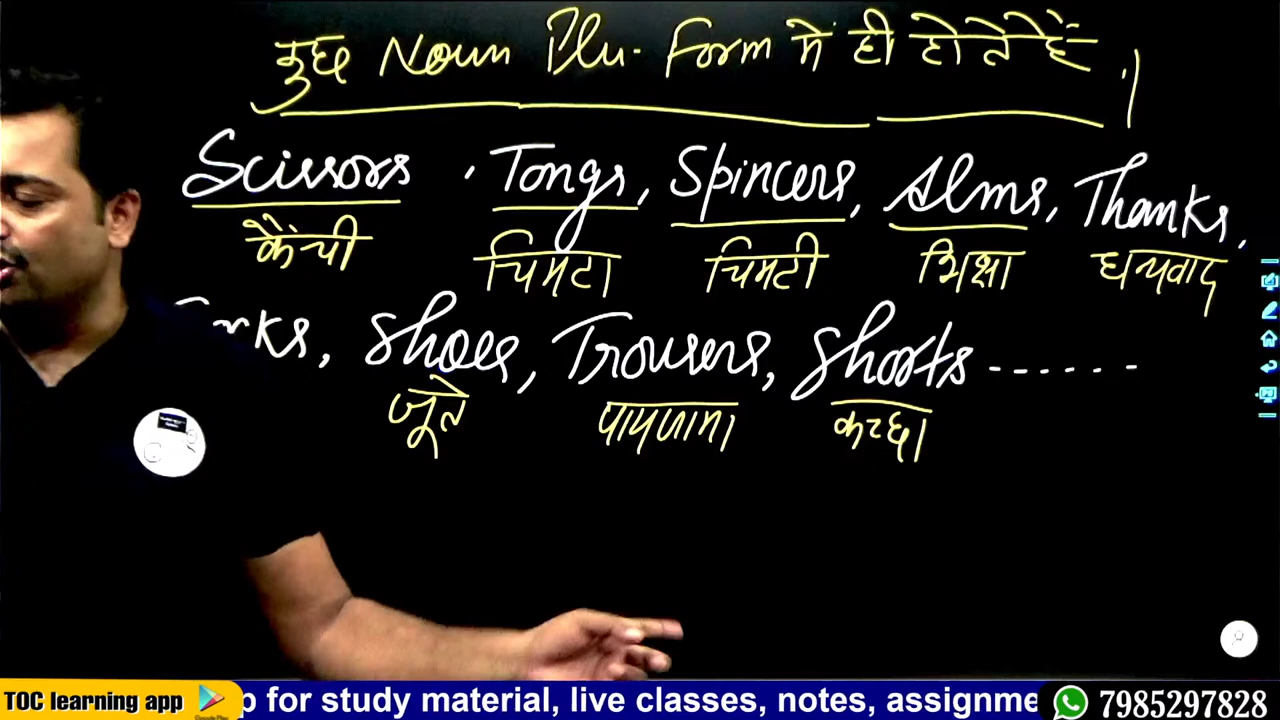 कुछ Noun Plu. Form में ही होते हैं।
Scissors, Tongs, Spincers, Alms, Thanks,
कैंची चिमटा चिमटी भिक्षा धन्यवाद
Shoes, Trousers, Shorts ......
जूते पायजामा कच्छा
TOC learning app
p for study material, live classes, notes, assignme
7985297828